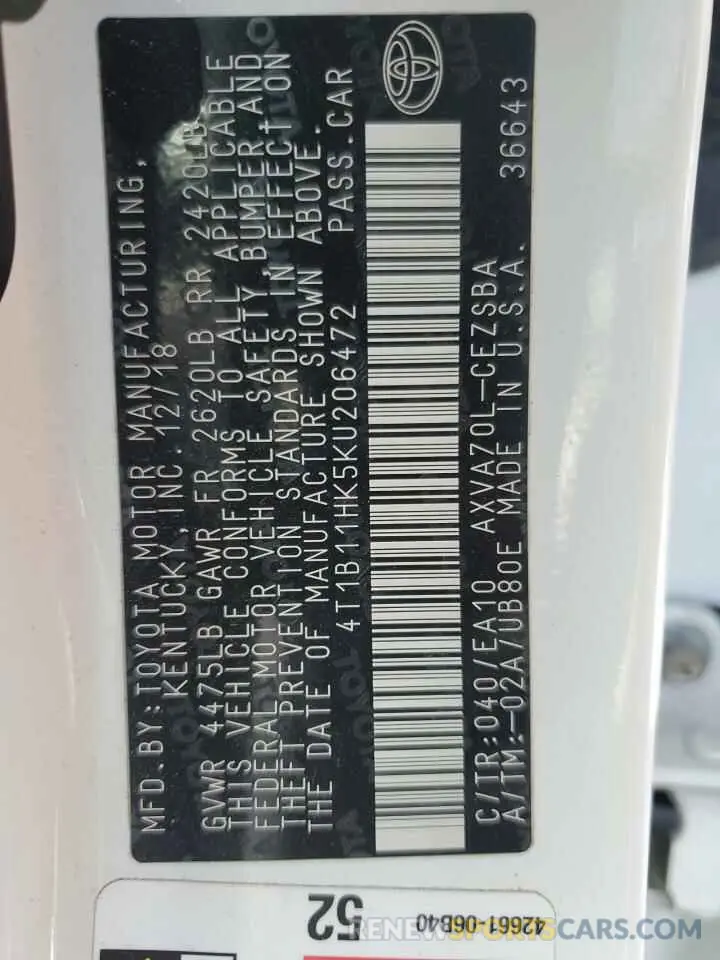 MFD.BY:TOYOTA MOTOR MANUFACTURING,
KENTUCKY,INC 12/18
GVWR 4475LB GAWR FR 2620LB RR 2420LB
THIS VEHICLE CONFORMS TO ALL APPLICABLE
FEDERAL MOTOR VEHICLE SAFETY,BUMPER,AND
THEFT PREVENTION STANDARDS IN EFFECT ON
THE DATE OF MANUFACTURE SHOWN ABOVE.
4T1B11HK5KU206472 PASS.CAR
C/TR:040/EA10 AXVA70L-CEZSBA 36643
A/TM:-02A/UB80E MADE IN U.S.A.
52
42661-06B40
RENEWSPORTSCARS.COM